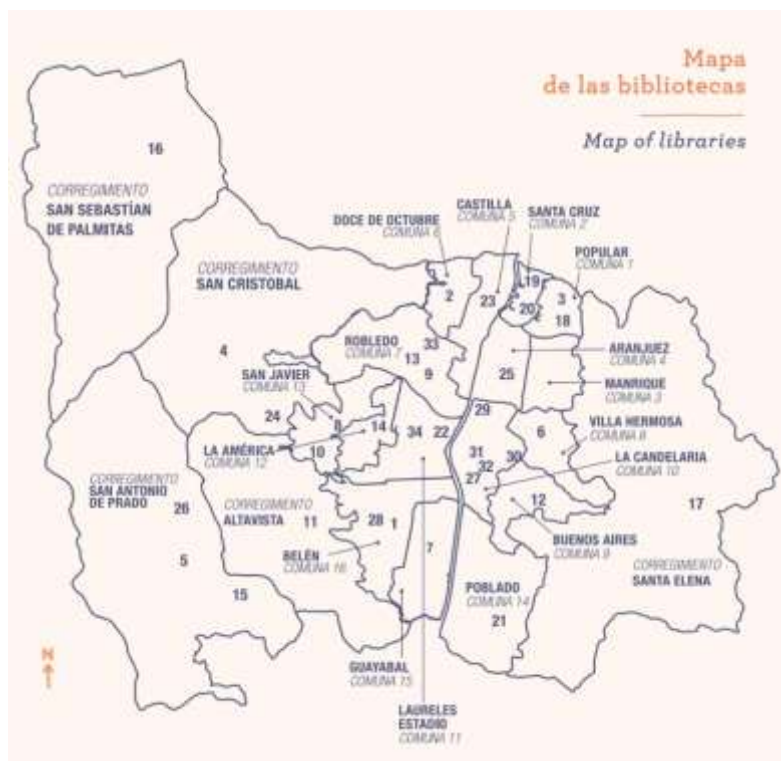 Mapa
de las bibliotecas
Map of libraries
16
CORREGIMIENTO
SAN SEBASTÍAN
DE PALMITAS
CASTILLA
COMUNA 5
SANTA CRUZ
COMUNA 2
DOCE DE OCTUBRE
COMUNA 6
POPULAR
COMUNA 1
CORREGIMIENTO
SAN CRISTOBAL
2
23
19
20
3
18
ROBLEDO
COMUNA 7
33
13
9
4
ARANJUEZ
COMUNA 4
25
MANRIQUE
COMUNA 3
SAN JAVIER
COMUNA 13
24
8
14
10
34
22
29
6
VILLA HERMOSA
COMUNA 8
LA AMÉRICA
COMUNA 12
31
32
30
27
LA CANDELARIA
COMUNA 10
CORREGIMIENTO
SAN ANTONIO
DE PRADO
26
CORREGIMIENTO
ALTAVISTA
11
28
1
12
17
BUENOS AIRES
COMUNA 9
BELÉN
COMUNA 16
7
5
15
POBLADO
COMUNA 14
21
CORREGIMIENTO
SANTA ELENA
N
GUAYABAL
COMUNA 15
LAURELES
ESTADIO
COMUNA 11